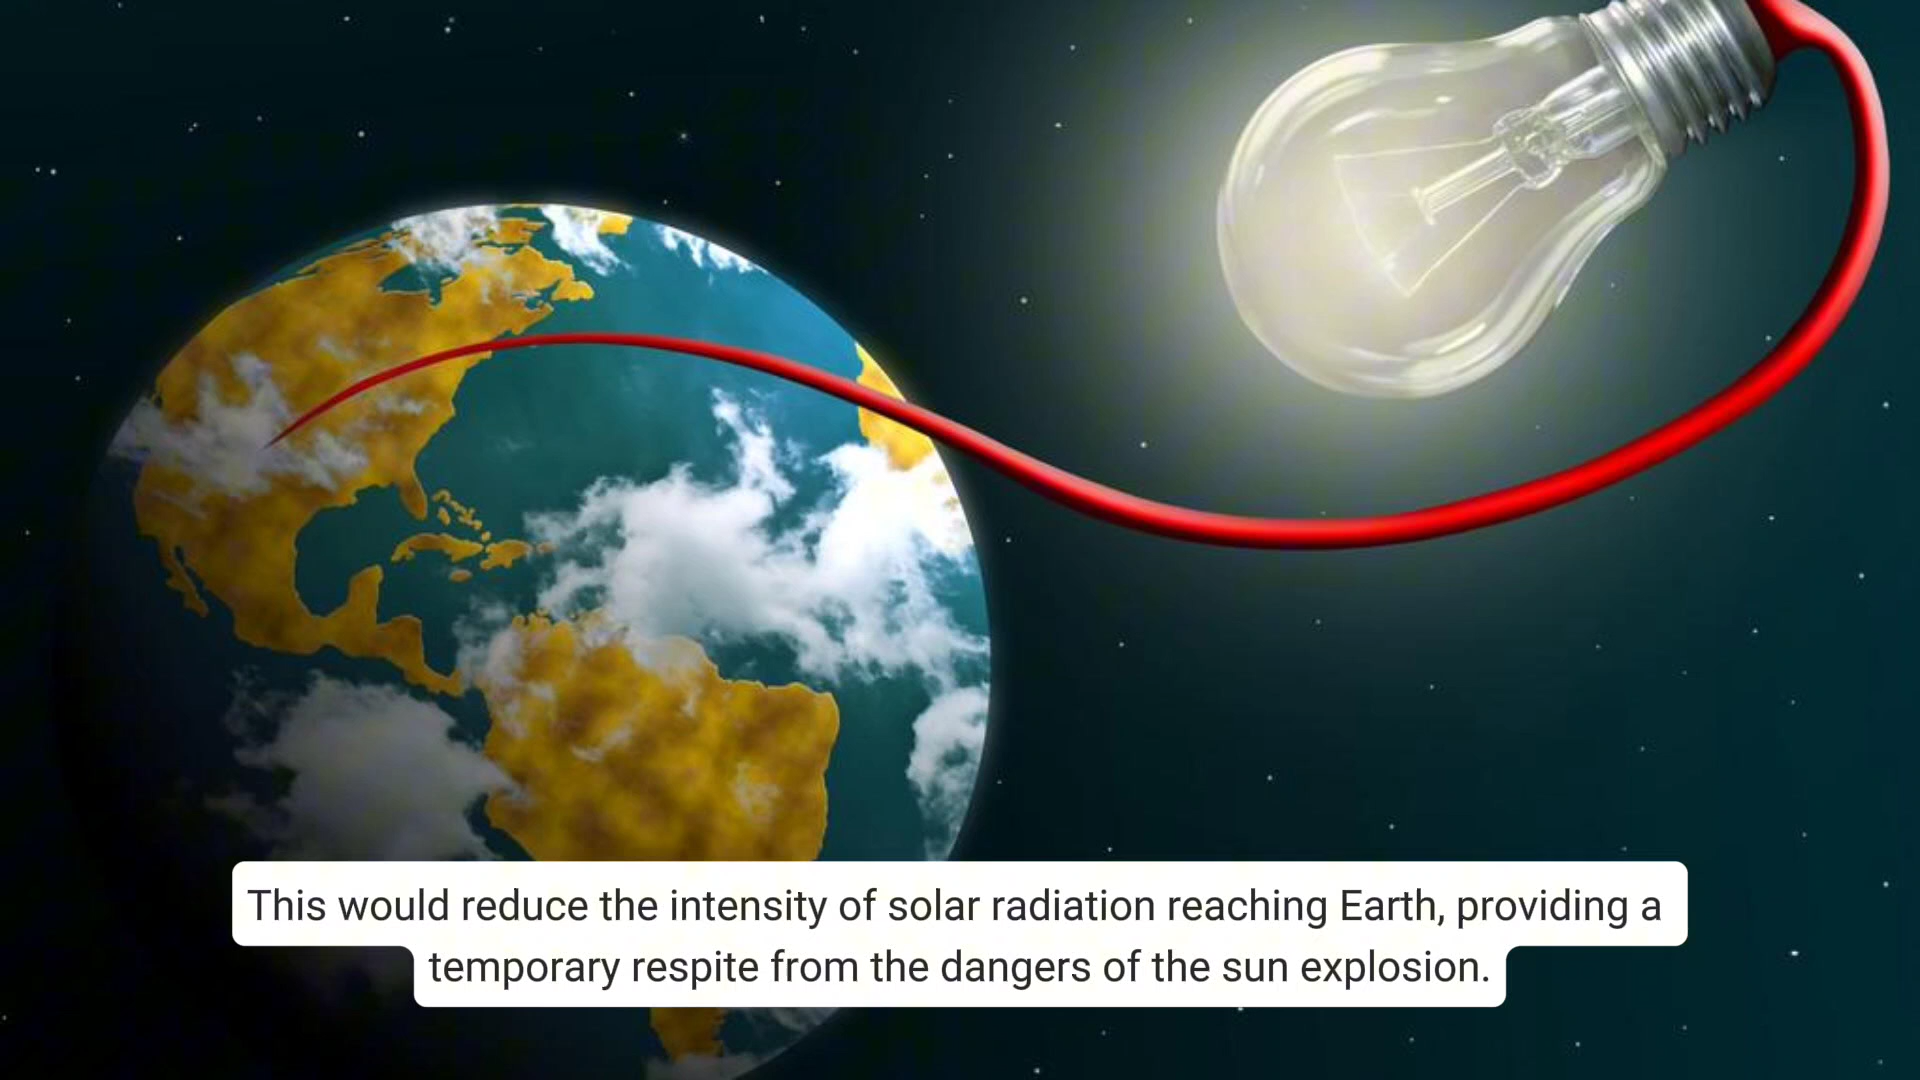 This would reduce the intensity of solar radiation reaching Earth, providing a
temporary respite from the dangers of the sun explosion.